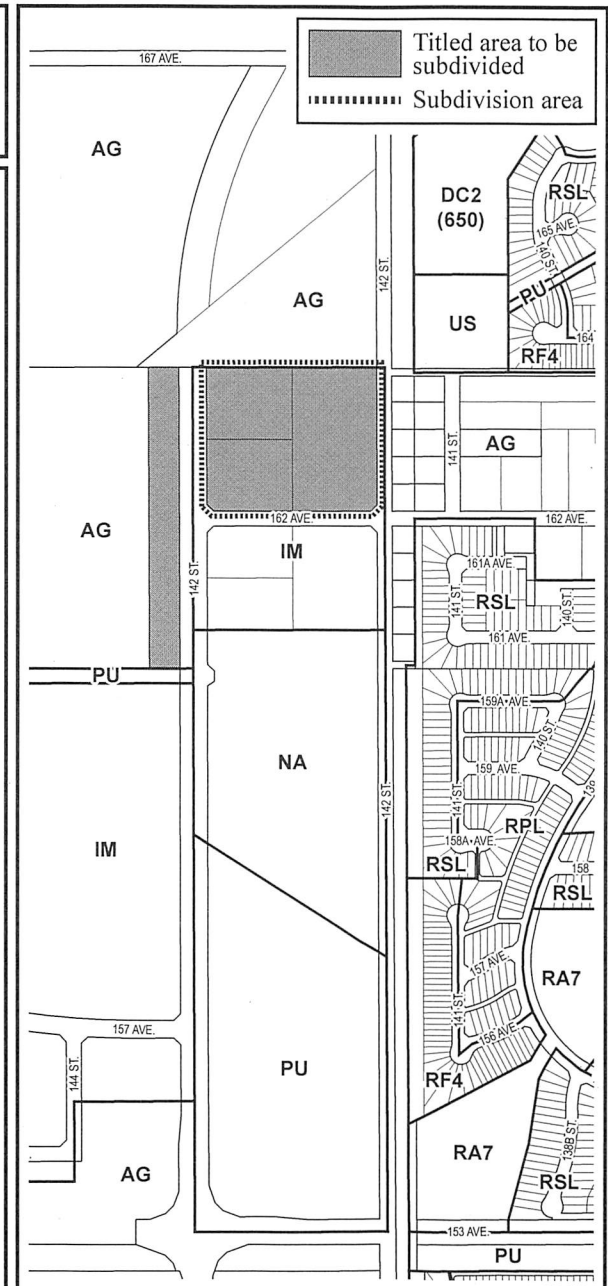 Titled area to be
subdivided
Subdivision area
167 AVE.
AG
DC2
(650)
RSL
165 AVE.
140 ST.
142 ST.
PU
AG
US
164
RF4
AG
141 ST.
AG
142 ST.
162 AVE.
162 AVE.
IM
161A AVE.
141 ST.
RSL
140 ST.
161 AVE.
PU
159A AVE.
140 ST.
NA
159 AVE.
142 ST.
141 ST.
RPL
IM
158A AVE.
158
RSL
RSL
157 AVE.
RA7
157 AVE.
141 ST.
144 ST.
156 AVE.
PU
RF4
RA7
138B ST.
AG
RSL
153 AVE.
PU